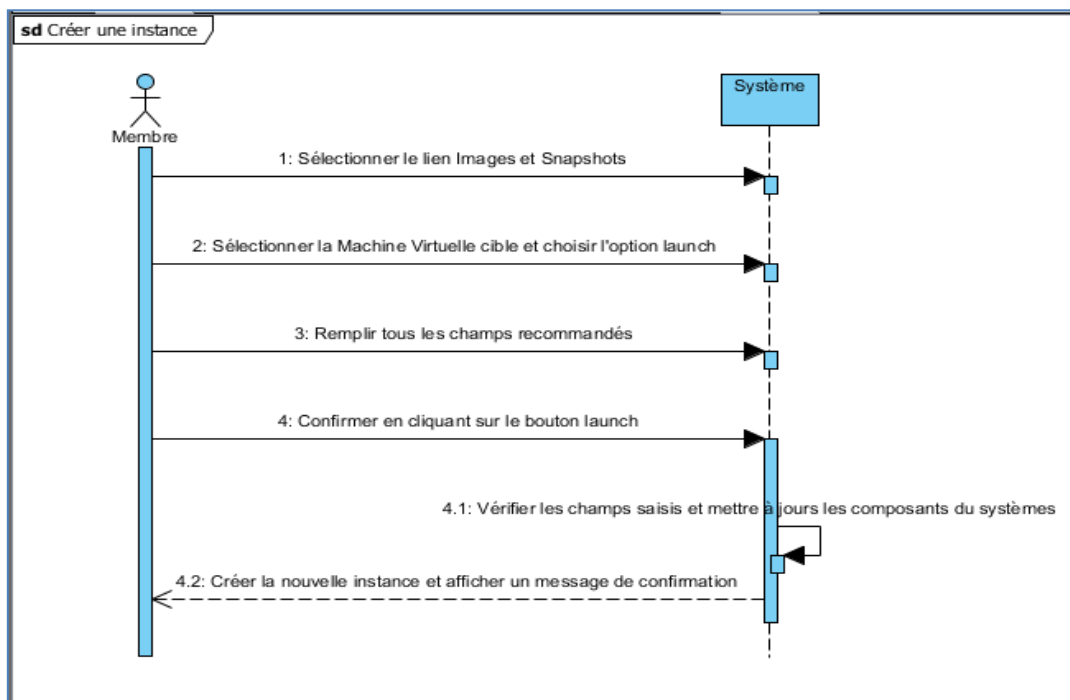 sd Créer une instance
Système
Membre
1: Sélectionner le lien Images et Snapshots
2: Sélectionner la Machine Virtuelle cible et choisir l'option launch
3: Remplir tous les champs recommandés
4: Confirmer en cliquant sur le bouton launch
4.1: Vérifier les champs saisis et mettre à jours les composants du systèmes
4.2: Créer la nouvelle instance et afficher un message de confirmation